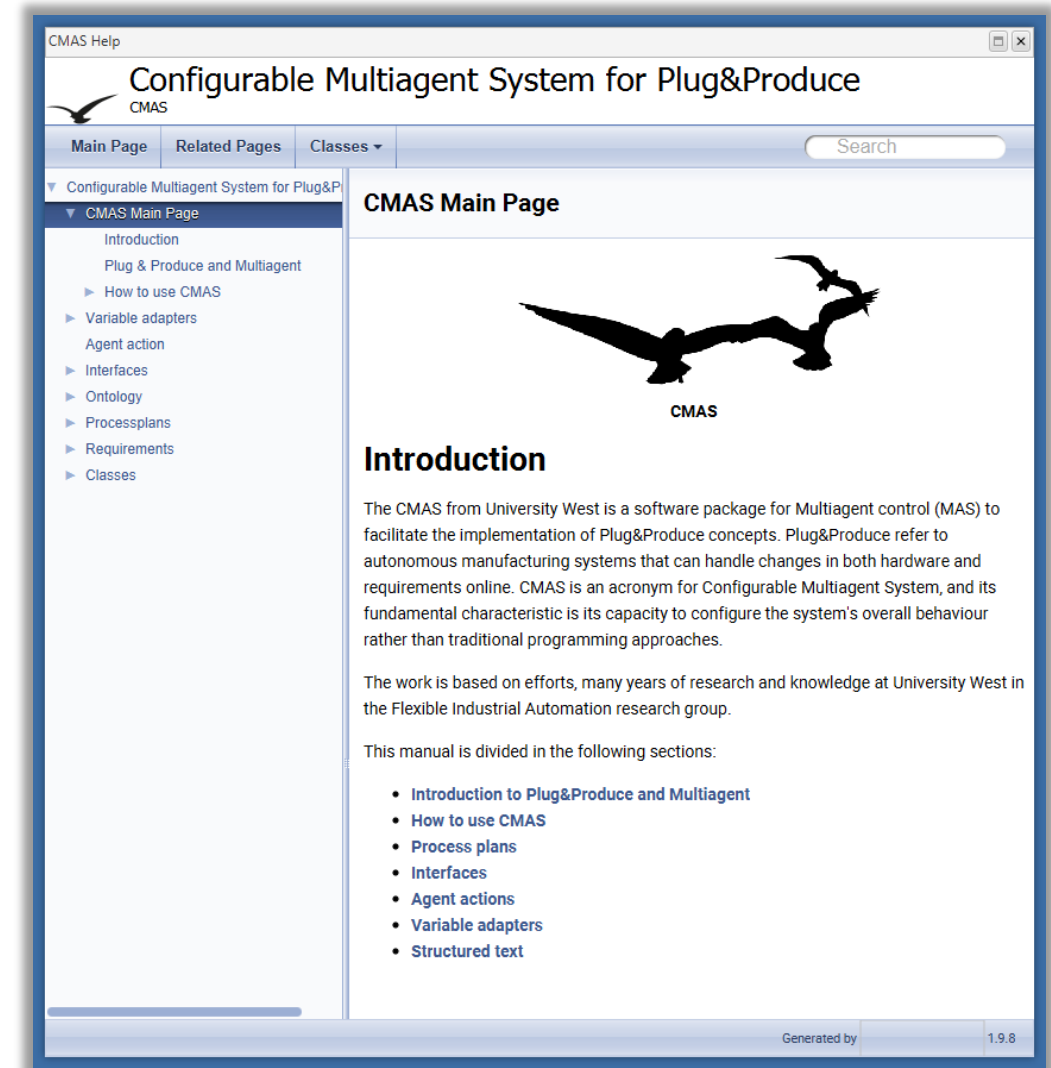 CMAS Help
Configurable Multiagent System for Plug&Produce
CMAS
Main Page
Related Pages
Classes
Search
Configurable Multiagent System for Plug&P
CMAS Main Page
Introduction
Plug & Produce and Multiagent
How to use CMAS
Variable adapters
Agent action
Interfaces
Ontology
Processplans
Requirements
Classes
CMAS Main Page
CMAS
Introduction
The CMAS from University West is a software package for Multiagent control (MAS) to
facilitate the implementation of Plug&Produce concepts. Plug&Produce refer to
autonomous manufacturing systems that can handle changes in both hardware and
requirements online. CMAS is an acronym for Configurable Multiagent System, and its
fundamental characteristic is its capacity to configure the system's overall behaviour
rather than traditional programming approaches.
The work is based on efforts, many years of research and knowledge at University West in
the Flexible Industrial Automation research group.
This manual is divided in the following sections:
• Introduction to Plug&Produce and Multiagent
• How to use CMAS
• Process plans
• Interfaces
• Agent actions
• Variable adapters
• Structured text
Generated by
1.9.8